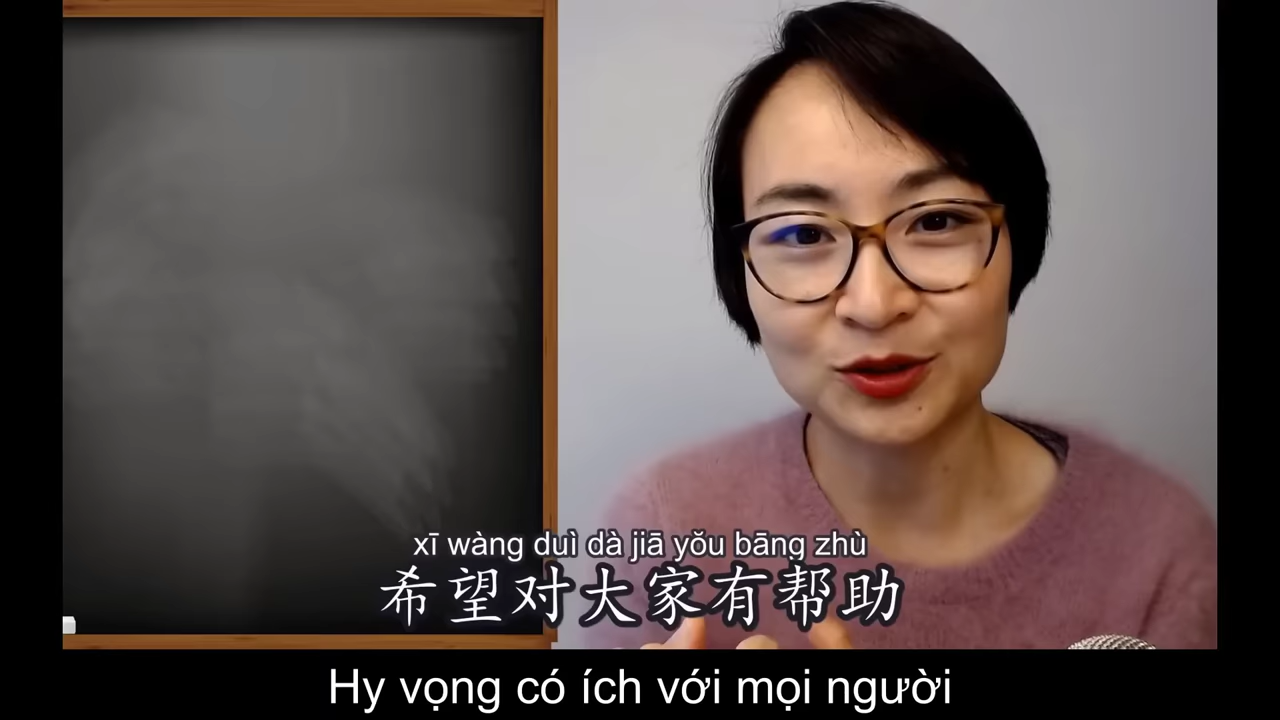 xī wàng duì dà jiā yǒu bāng zhù
希望对大家有帮助
Hy vọng có ích với mọi người